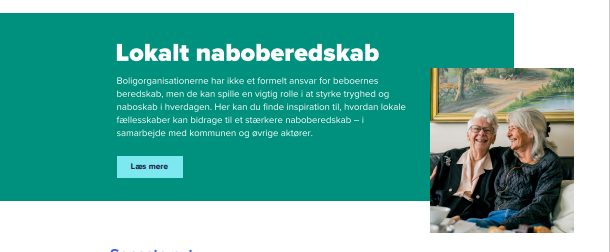 Lokalt naboberedskab
Boligorganisationerne har ikke et formelt ansvar for beboernes
beredskab, men de kan spille en vigtig rolle i at styrke tryghed og
naboskab i hverdagen. Her kan du finde inspiration til, hvordan lokale
fællesskaber kan bidrage til et stærkere naboberedskab – i
samarbejde med kommunen og øvrige aktører.
Læs mere